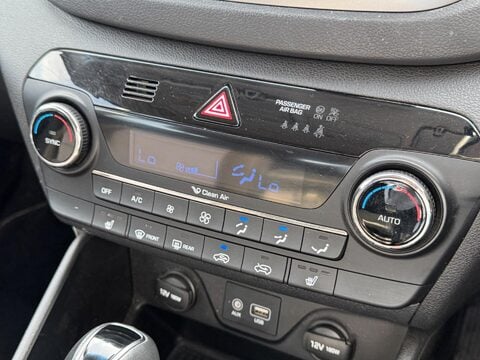 PASSENGER
AIR BAG
ON OFF
LO
LO
Clean Air
SYNC
AUTO
OFF
A/C
FRONT
REAR
12V 180W
AUX
USB
12V 180W